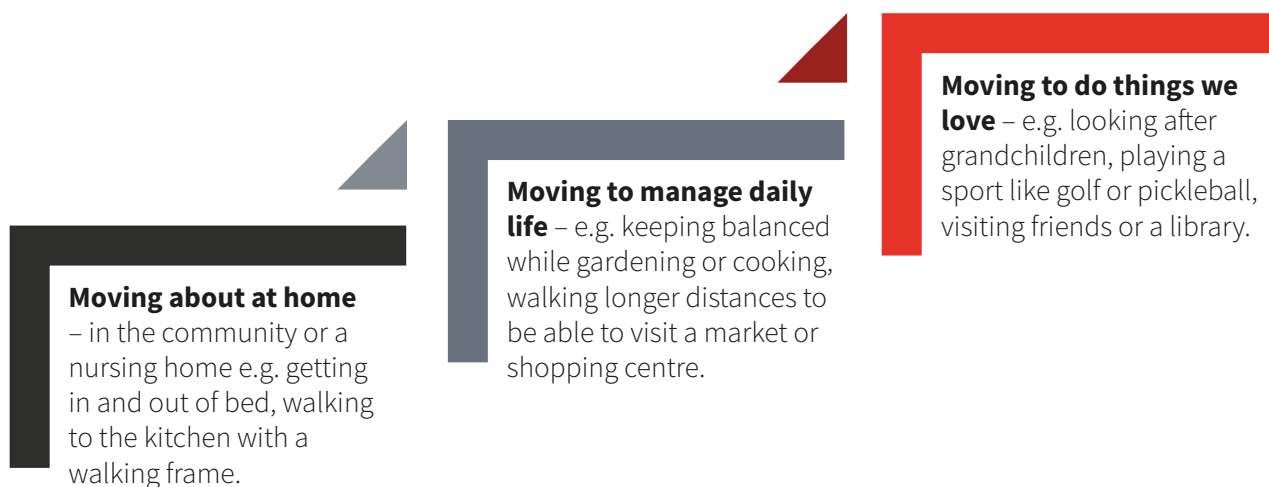 Moving about at home
– in the community or a
nursing home e.g. getting
in and out of bed, walking
to the kitchen with a
walking frame.
Moving to manage daily
life – e.g. keeping balanced
while gardening or cooking,
walking longer distances to
be able to visit a market or
shopping centre.
Moving to do things we
love – e.g. looking after
grandchildren, playing a
sport like golf or pickleball,
visiting friends or a library.